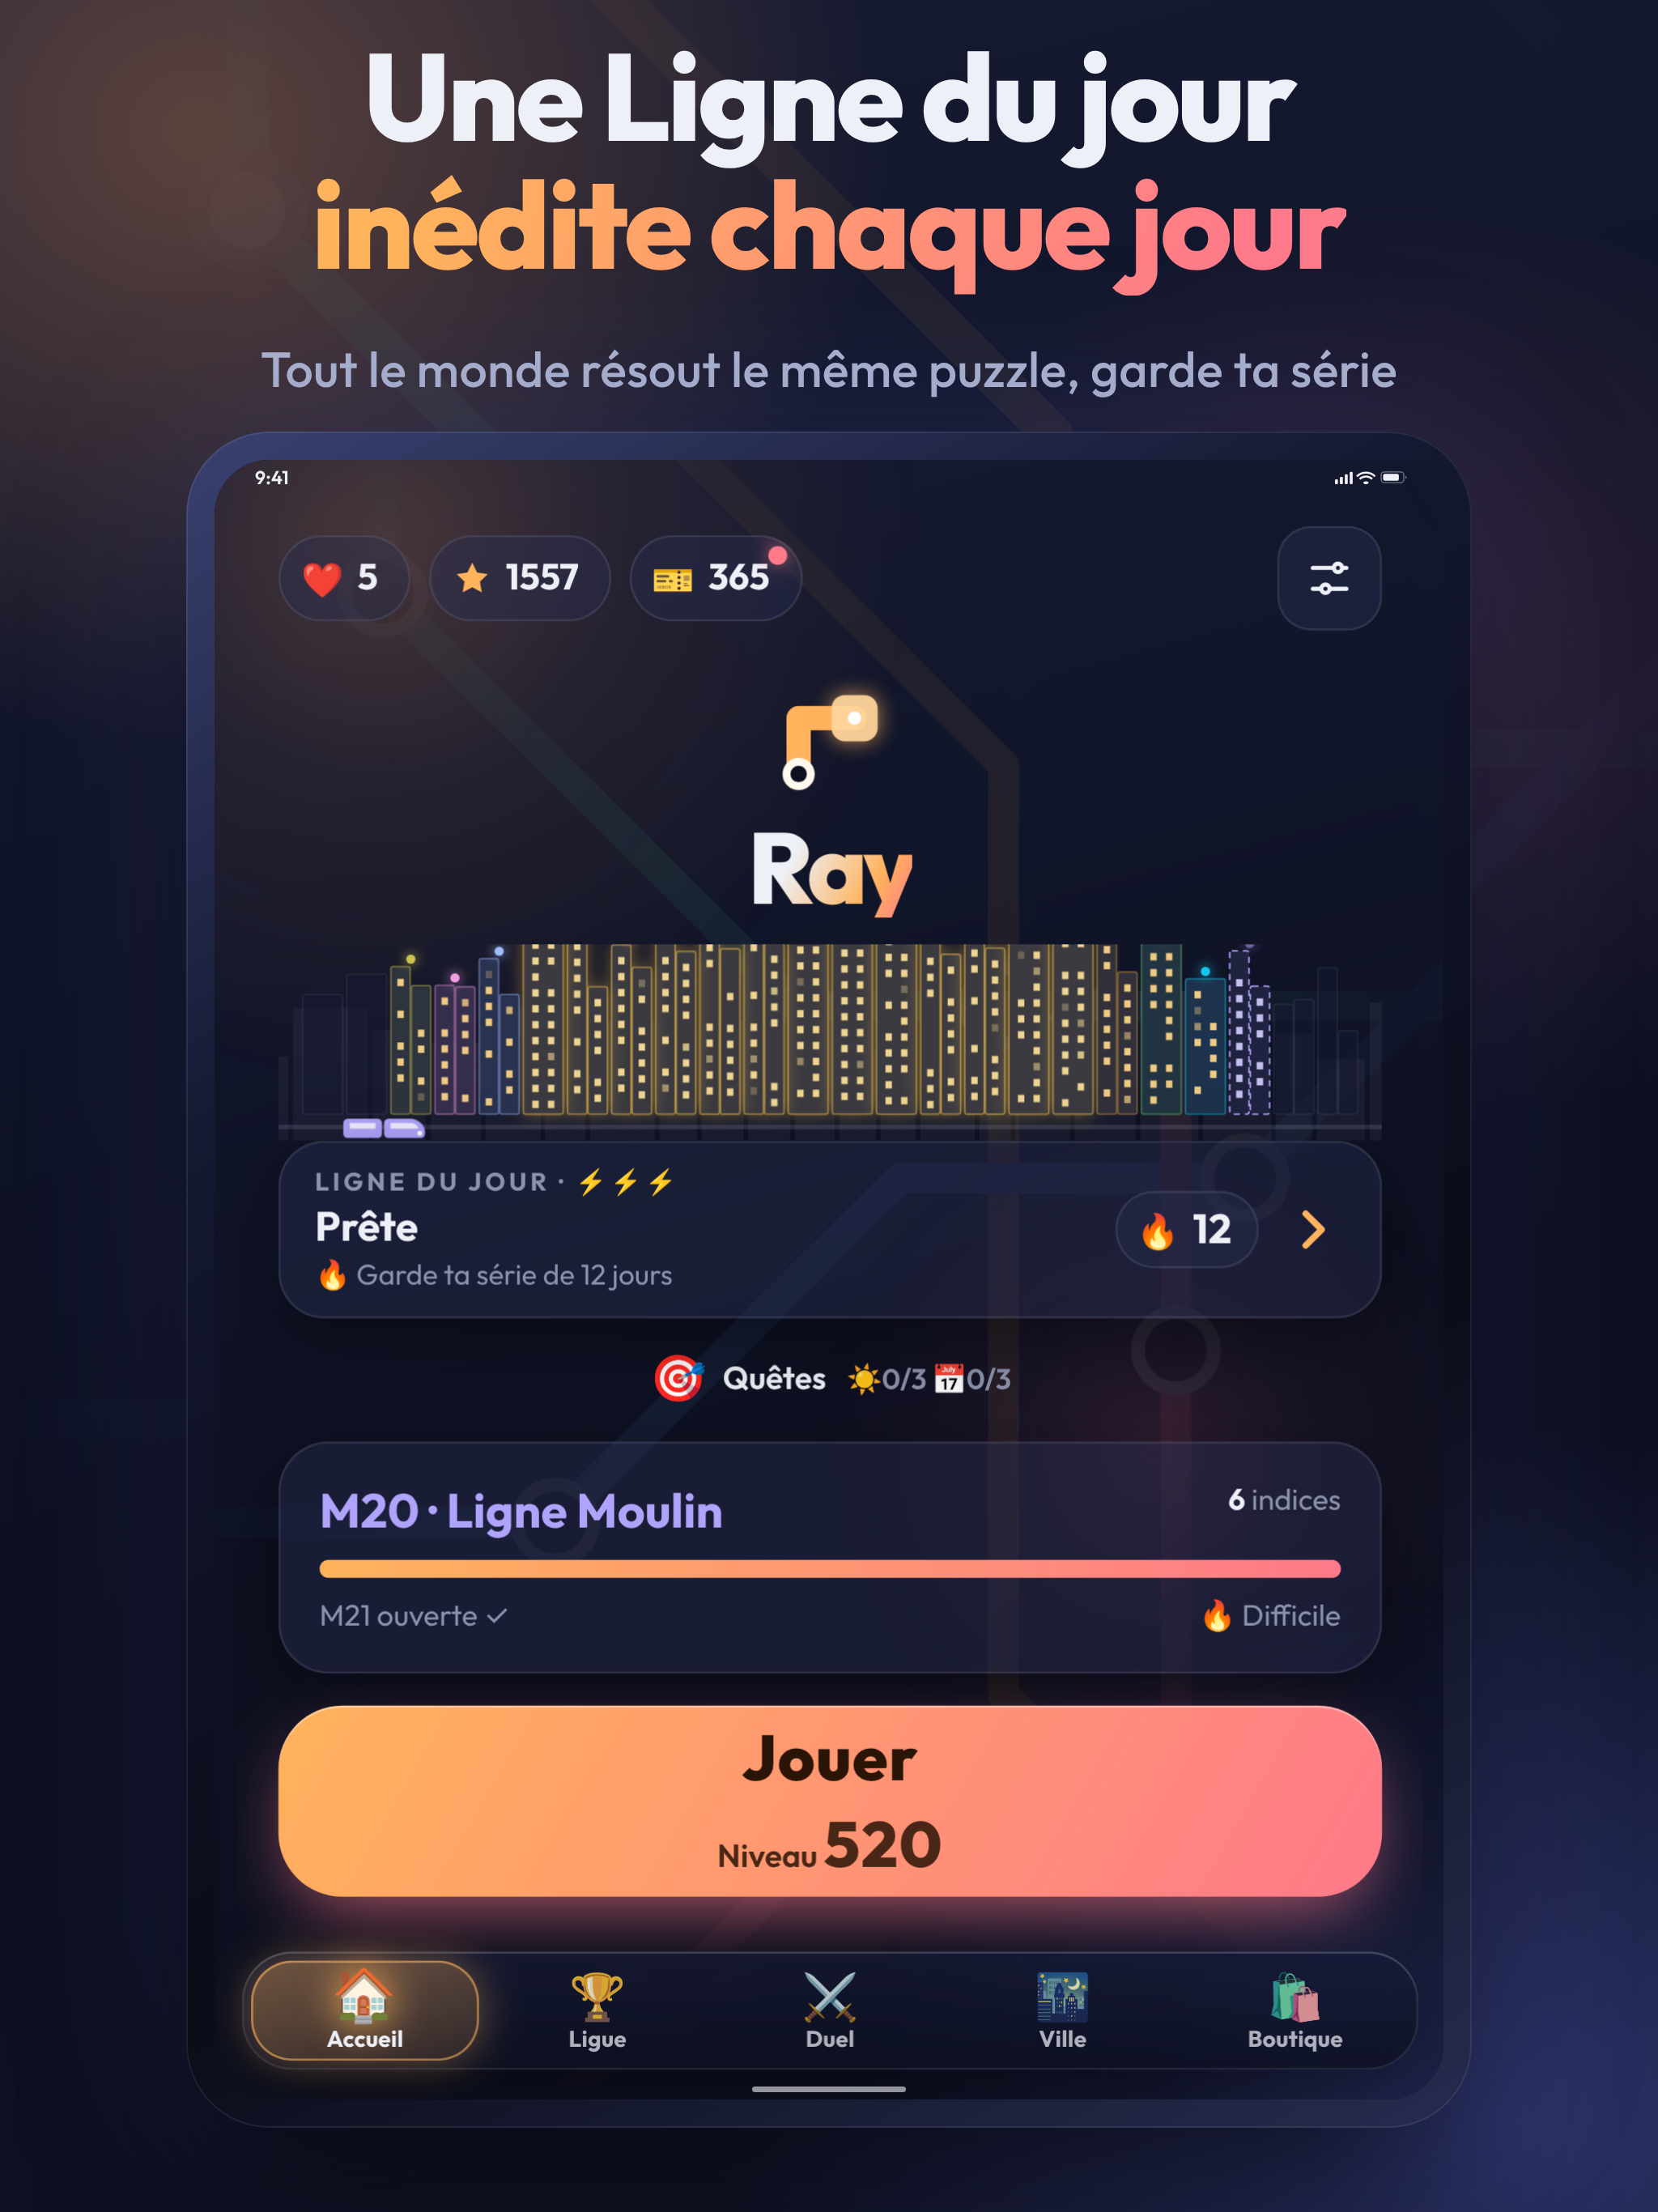 Une Ligne du jour
inédite chaque jour
Tout le monde résout le même puzzle, garde ta série
9:41
❤️ 5 ★ 1557 🎫 365
Ray
LIGNE DU JOUR · ⚡⚡⚡
Prête
🔥 Garde ta série de 12 jours
🔥 12
🎯 Quêtes ☀️0/3 📅0/3
M20 · Ligne Moulin
6 indices
M21 ouverte ✓
🔥 Difficile
Jouer
Niveau 520
Accueil Ligue Duel Ville Boutique